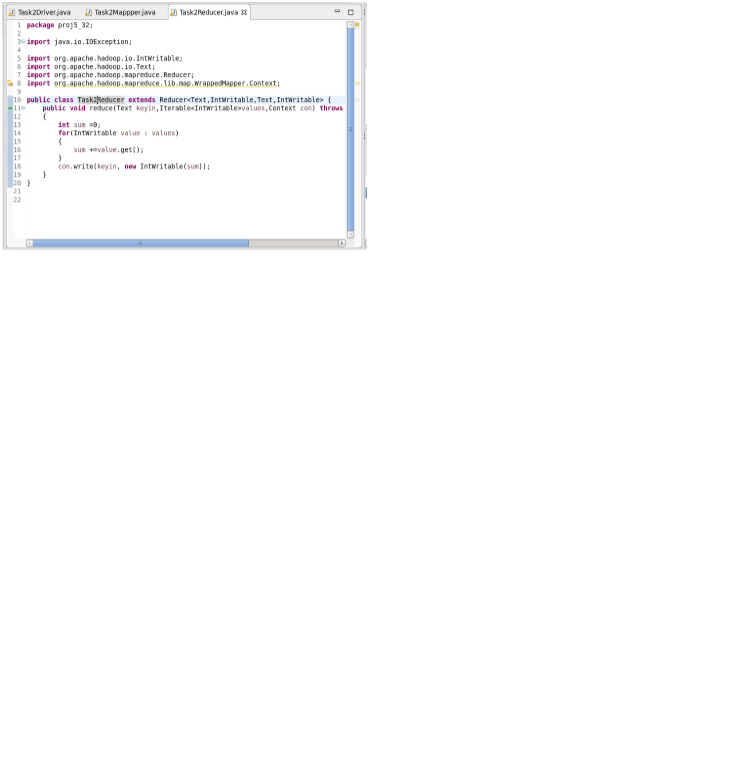 Task2Driver.java Task2Mappper.java Task2Reducer.java
1 package proj5_32;
2
3 import java.io.IOException;
4
5 import org.apache.hadoop.io.IntWritable;
6 import org.apache.hadoop.io.Text;
7 import org.apache.hadoop.mapreduce.Reducer;
8 import org.apache.hadoop.mapreduce.lib.map.WrappedMapper.Context;
9
10 public class Task2Reducer extends Reducer<Text,IntWritable,Text,IntWritable> {
11 public void reduce(Text keyin,Iterable<IntWritable>values,Context con) throws
12 {
13 int sum =0;
14 for(IntWritable value : values)
15 {
16 sum +=value.get();
17 }
18 con.write(keyin, new IntWritable(sum));
19 }
20 }
21
22